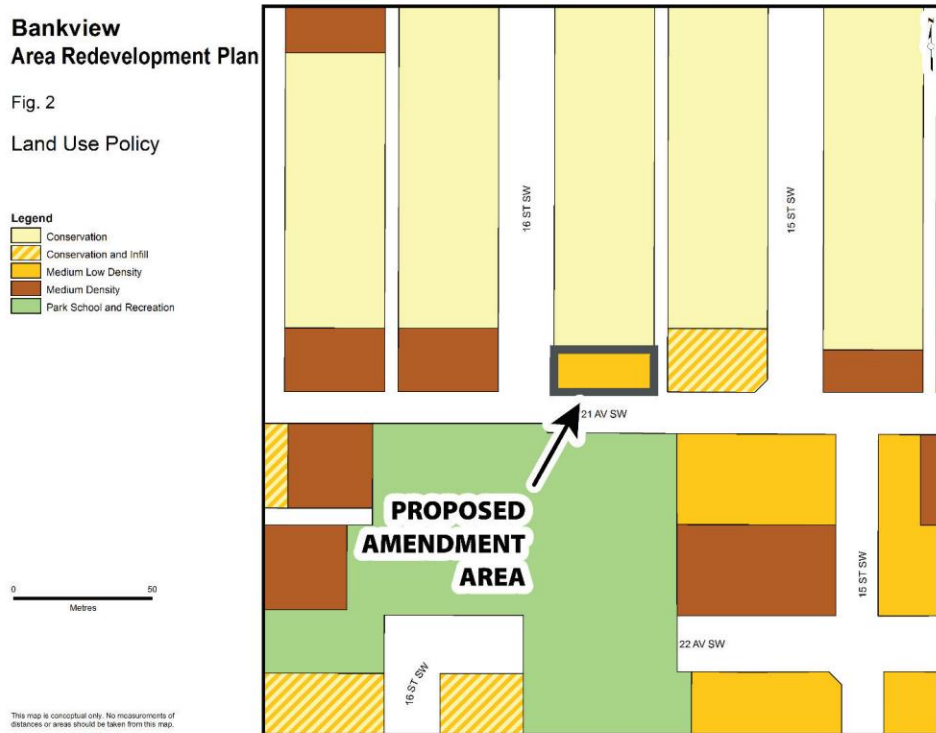 Bankview
Area Redevelopment Plan
Fig. 2
Land Use Policy
Legend
Conservation
Conservation and Infill
Medium Low Density
Medium Density
Park School and Recreation
0 50
Metres
This map is conceptual only. No measurements of
distances or areas should be taken from this map.
N
16 ST SW
15 ST SW
21 AV SW
PROPOSED
AMENDMENT
AREA
15 ST SW
22 AV SW
16 ST SW